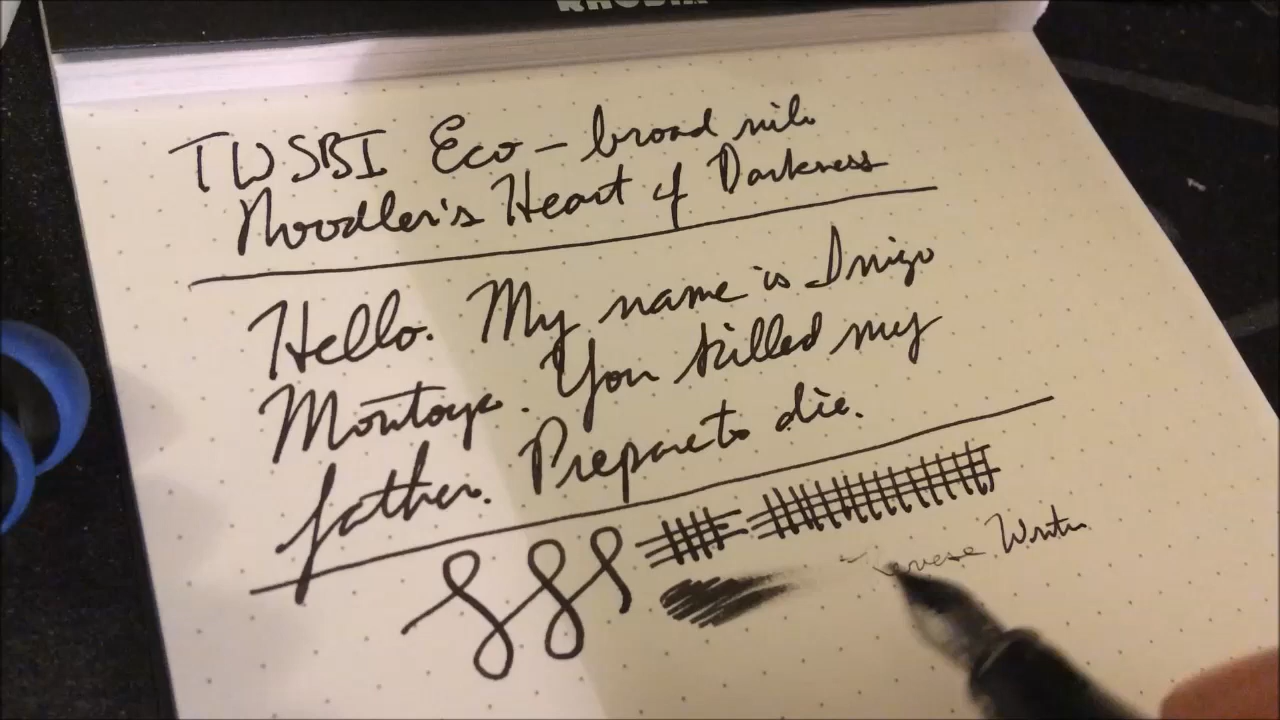 RHODIA
TWSBI Eco - broad nib
Noodler's Heart of Darkness
Hello. My name is Inigo
Montoya. You killed my
father. Prepare to die.
Reverse Writer